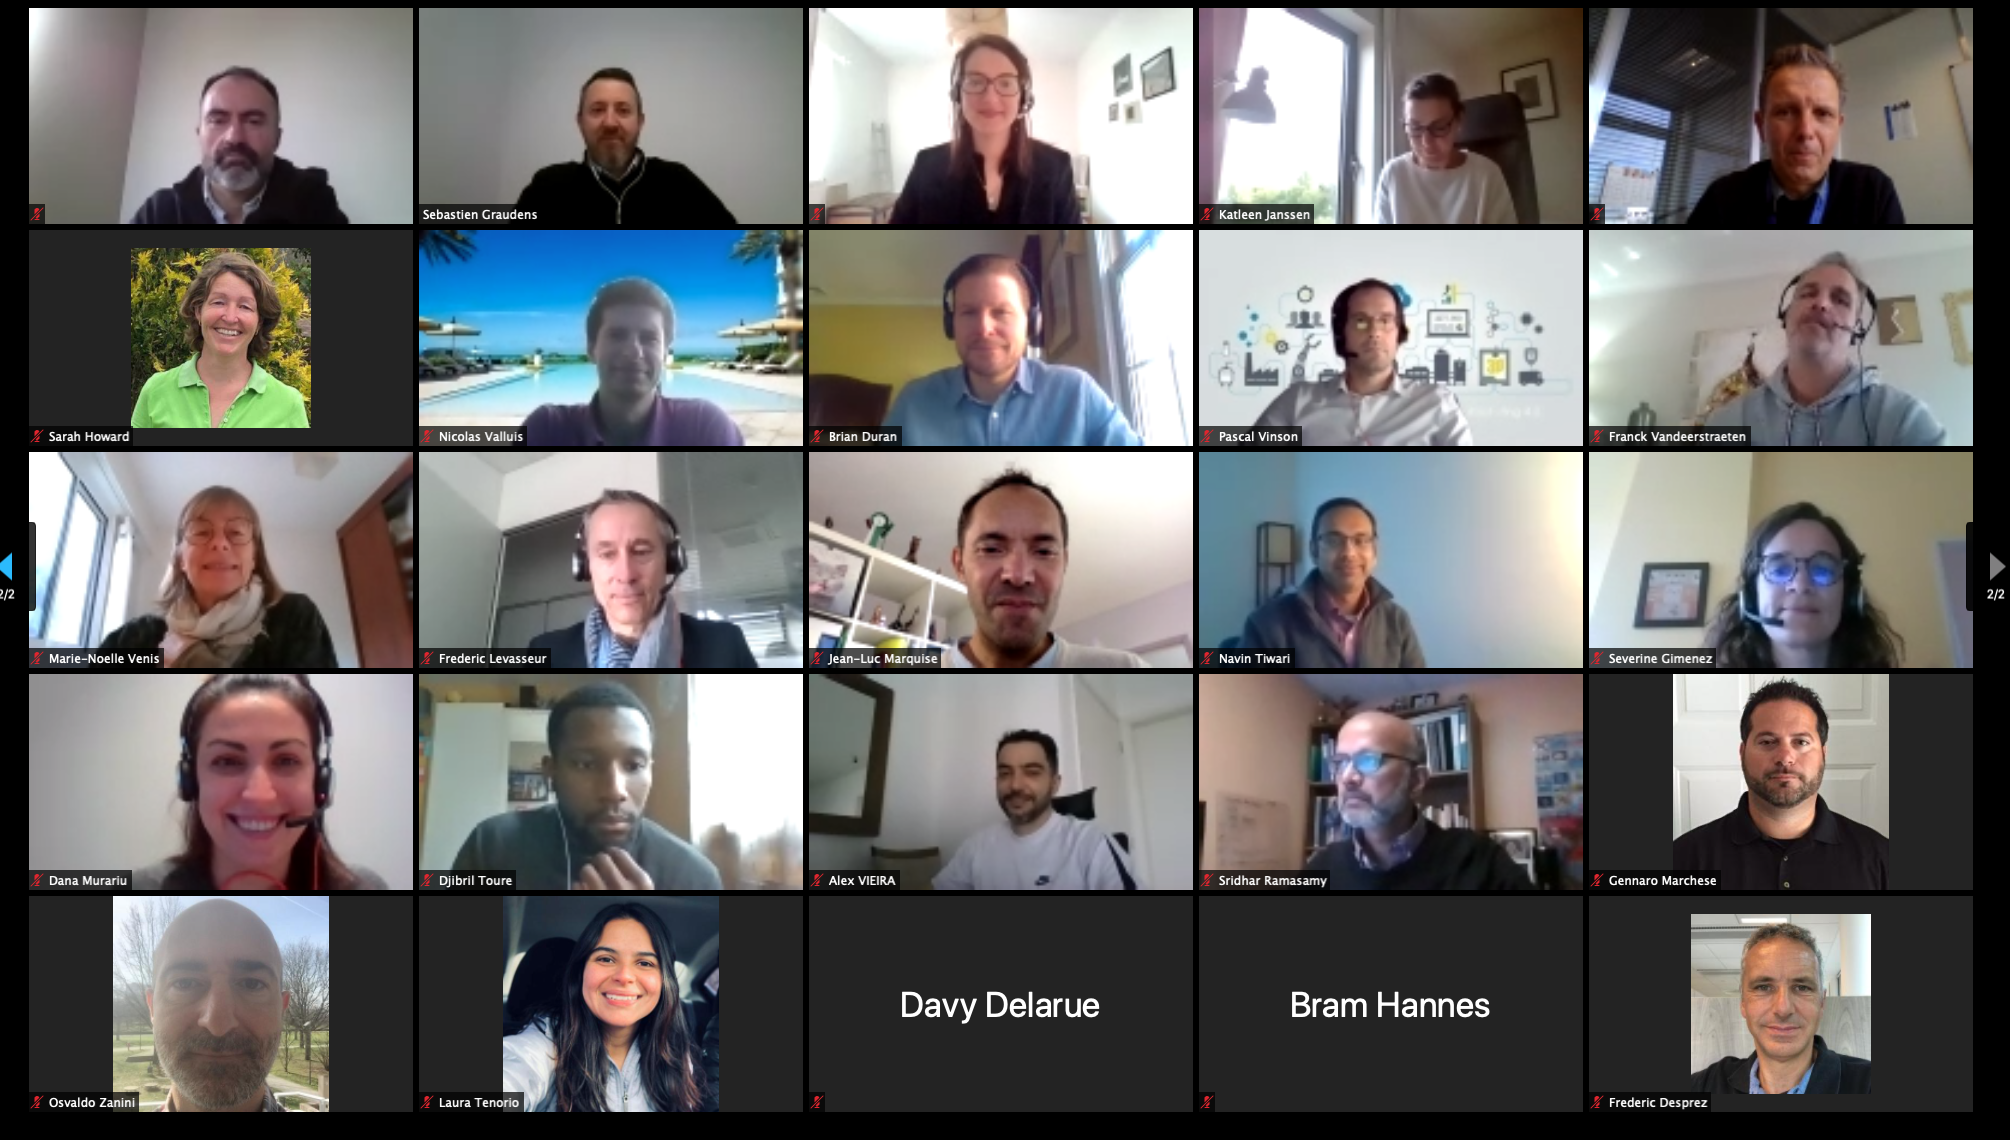 Sebastien Graudens
Katleen Janssen
Sarah Howard
Nicolas Valluis
Brian Duran
Pascal Vinson
Franck Vandeerstraeten
2/2
2/2
Marie-Noelle Venis
Frederic Levasseur
Jean-Luc Marquise
Navin Tiwari
Severine Gimenez
Dana Murariu
Djibril Toure
Alex VIEIRA
Sridhar Ramasamy
Gennaro Marchese
Davy Delarue
Bram Hannes
Osvaldo Zanini
Laura Tenorio
Frederic Desprez